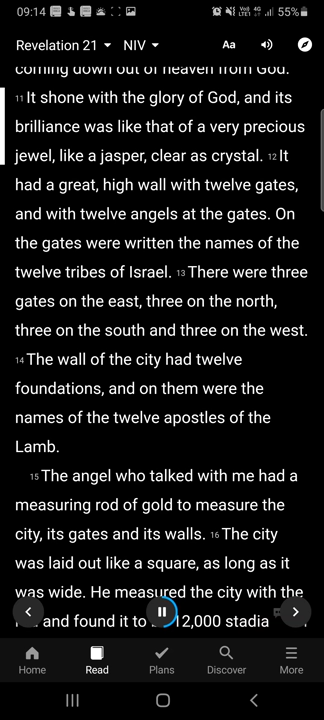 09:14 55%
Revelation 21 NIV Aa
coming down out of heaven from God.
11 It shone with the glory of God, and its
brilliance was like that of a very precious
jewel, like a jasper, clear as crystal. 12 It
had a great, high wall with twelve gates,
and with twelve angels at the gates. On
the gates were written the names of the
twelve tribes of Israel. 13 There were three
gates on the east, three on the north,
three on the south and three on the west.
14 The wall of the city had twelve
foundations, and on them were the
names of the twelve apostles of the
Lamb.
15 The angel who talked with me had a
measuring rod of gold to measure the
city, its gates and its walls. 16 The city
was laid out like a square, as long as it
was wide. He measured the city with the
and found it to 12,000 stadia
Home Read Plans Discover More